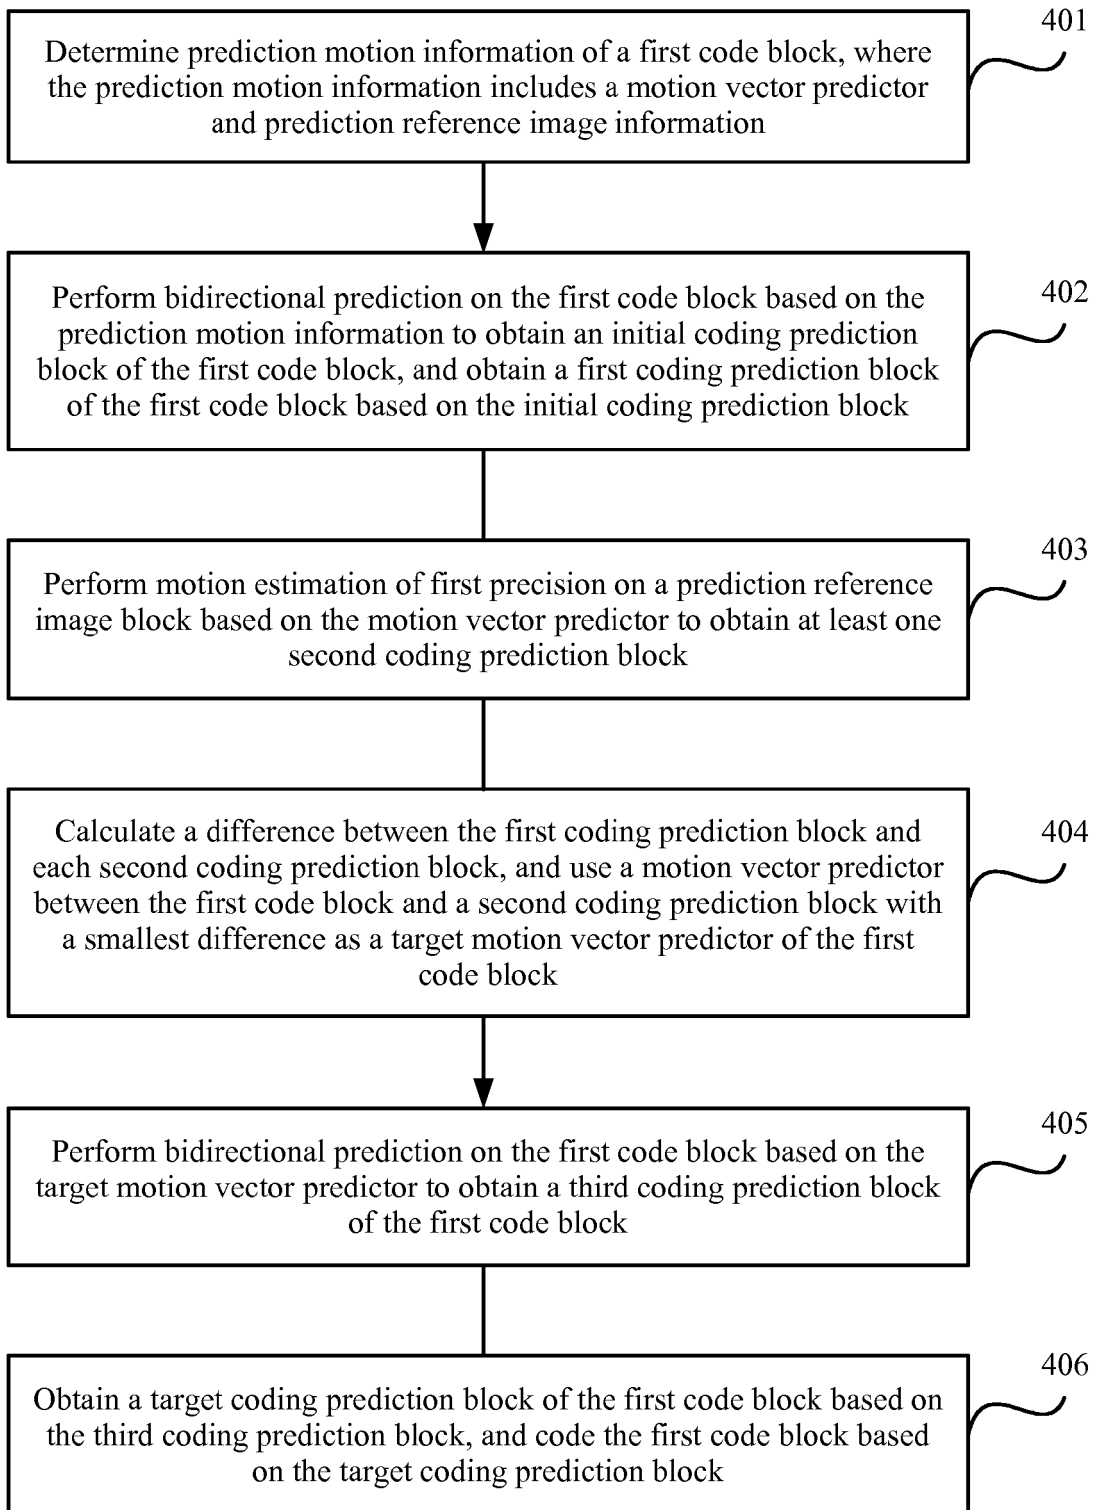 401
Determine prediction motion information of a first code block, where
the prediction motion information includes a motion vector predictor
and prediction reference image information
402
Perform bidirectional prediction on the first code block based on the
prediction motion information to obtain an initial coding prediction
block of the first code block, and obtain a first coding prediction block
of the first code block based on the initial coding prediction block
403
Perform motion estimation of first precision on a prediction reference
image block based on the motion vector predictor to obtain at least one
second coding prediction block
404
Calculate a difference between the first coding prediction block and
each second coding prediction block, and use a motion vector predictor
between the first code block and a second coding prediction block with
a smallest difference as a target motion vector predictor of the first
code block
405
Perform bidirectional prediction on the first code block based on the
target motion vector predictor to obtain a third coding prediction block
of the first code block
406
Obtain a target coding prediction block of the first code block based on
the third coding prediction block, and code the first code block based
on the target coding prediction block